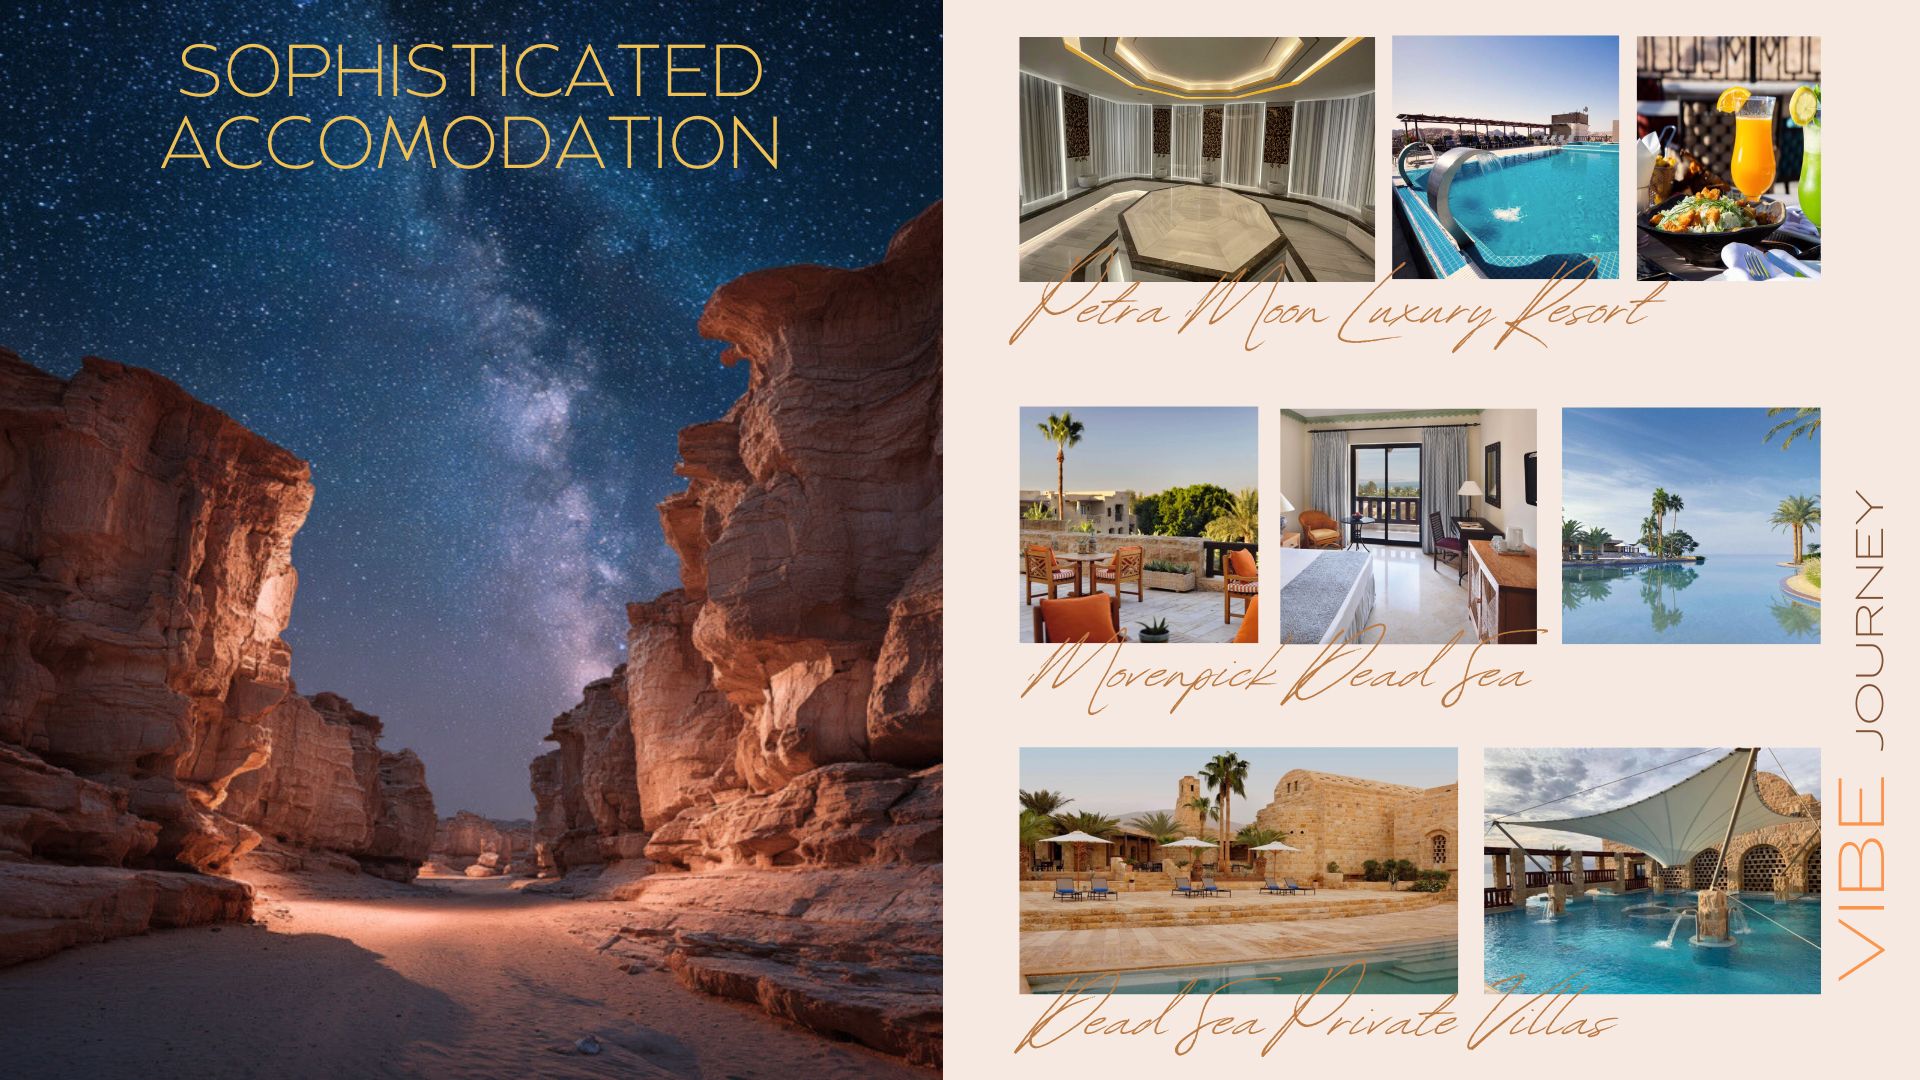 SOPHISTICATED
ACCOMODATION
Petra Moon Luxury Resort
Movenpick Dead Sea
Dead Sea Private Villas
VIBE JOURNEY